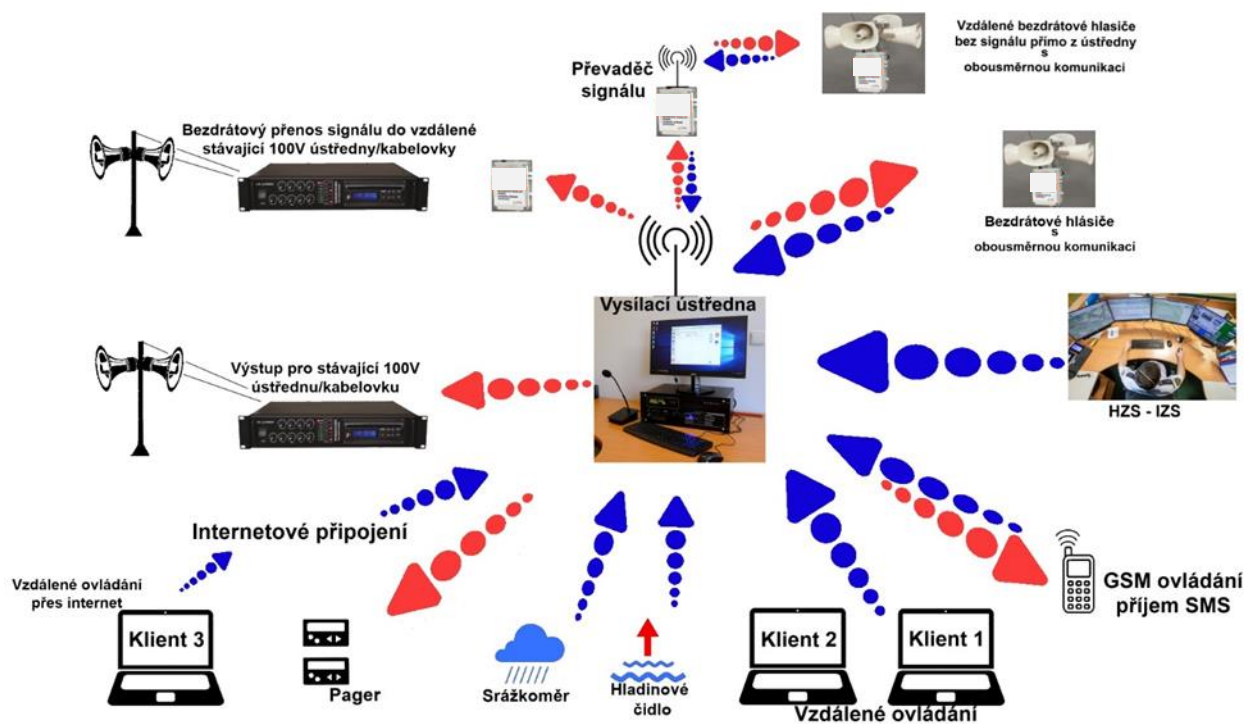 Vzdálené bezdrátové hlasiče
bez signálu přímo z ústředny
s
obousměrnou komunikací
Převaděč
signálu
Bezdrátový přenos signálu do vzdálené
stávající 100V ústředny/kabelovky
Bezdrátové hlásiče
s
obousměrnou komunikací
Vysílací ústředna
Výstup pro stávající 100V
ústřednu/kabelovku
HZS - IZS
Internetové připojení
Vzdálené ovládání
přes internet
GSM ovládání
příjem SMS
Klient 3
Pager
Srážkoměr
Hladinové
čidlo
Klient 2
Klient 1
Vzdálené ovládání